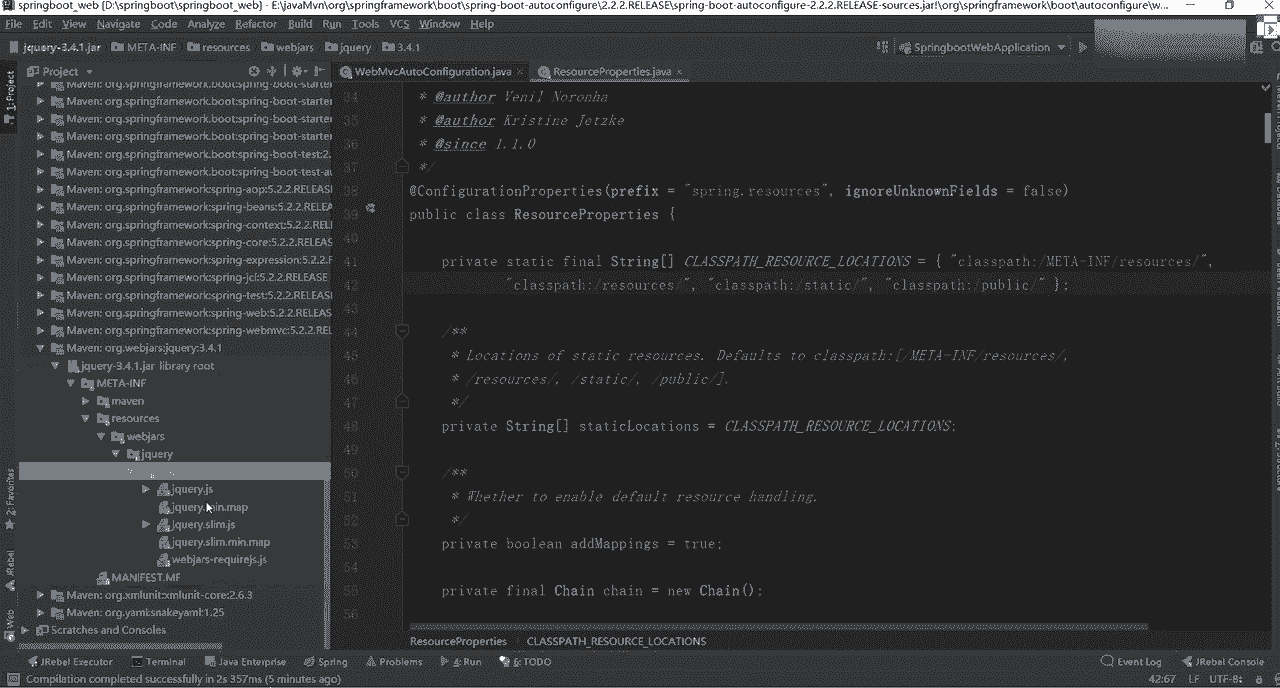 springboot_web [D:\springboot\springboot_web] - E:\javaMvn\org\springframework\boot\spring-boot-autoconfigure\2.2.2.RELEASE\spring-boot-autoconfigure-2.2.2.RELEASE-sources.jar!\org\springframework\boot\autoconfigure\w...
File Edit View Navigate Code Analyze Refactor Build Run Tools VCS Window Help
jquery-3.4.1.jar META-INF resources webjars jquery 3.4.1 SpringbootWebApplication
Project WebMvcAutoConfiguration.java ResourceProperties.java
Maven: org.springframework.boot:spring-boot-starter
Maven: org.springframework.boot:spring-boot-starter
Maven: org.springframework.boot:spring-boot-starter
Maven: org.springframework.boot:spring-boot-starter
Maven: org.springframework.boot:spring-boot-test:2.
Maven: org.springframework.boot:spring-boot-test-au
Maven: org.springframework:spring-aop:5.2.2.RELEASE
Maven: org.springframework:spring-beans:5.2.2.RELEA
Maven: org.springframework:spring-context:5.2.2.RELE
Maven: org.springframework:spring-core:5.2.2.RELEAS
Maven: org.springframework:spring-expression:5.2.2.F
Maven: org.springframework:spring-jcl:5.2.2.RELEASE
Maven: org.springframework:spring-test:5.2.2.RELEAS
Maven: org.springframework:spring-web:5.2.2.RELEAS
Maven: org.springframework:spring-webmvc:5.2.2.REL
Maven: org.webjars:jquery:3.4.1
jquery-3.4.1.jar library root
META-INF
maven
resources
webjars
jquery
jquery.js
jquery.min.map
jquery.slim.js
jquery.slim.min.map
webjars-requirejs.js
MANIFEST.MF
Maven: org.xmlunit:xmlunit-core:2.6.3
Maven: org.yaml:snakeyaml:1.25
Scratches and Consoles
1: Project
2: Favorites
JRebel
Web
34 * @author Venil Noronha
35 * @author Kristine Jetzke
36 * @since 1.1.0
37 */
38 @ConfigurationProperties(prefix = "spring.resources", ignoreUnknownFields = false)
39 public class ResourceProperties {
40
41 private static final String[] CLASSPATH_RESOURCE_LOCATIONS = { "classpath:/META-INF/resources/",
42 "classpath:/resources/", "classpath:/static/", "classpath:/public/" };
43
44 /**
45 * Locations of static resources. Defaults to classpath:[/META-INF/resources/,
46 * /resources/, /static/, /public/].
47 */
48 private String[] staticLocations = CLASSPATH_RESOURCE_LOCATIONS;
49
50 /**
51 * Whether to enable default resource handling.
52 */
53 private boolean addMappings = true;
54
55 private final Chain chain = new Chain();
56
ResourceProperties CLASSPATH_RESOURCE_LOCATIONS
JRebel Executor Terminal Java Enterprise Spring Problems 4: Run 6: TODO Event Log JRebel Console
Compilation completed successfully in 2s 357ms (5 minutes ago) 42:67 LF UTF-8